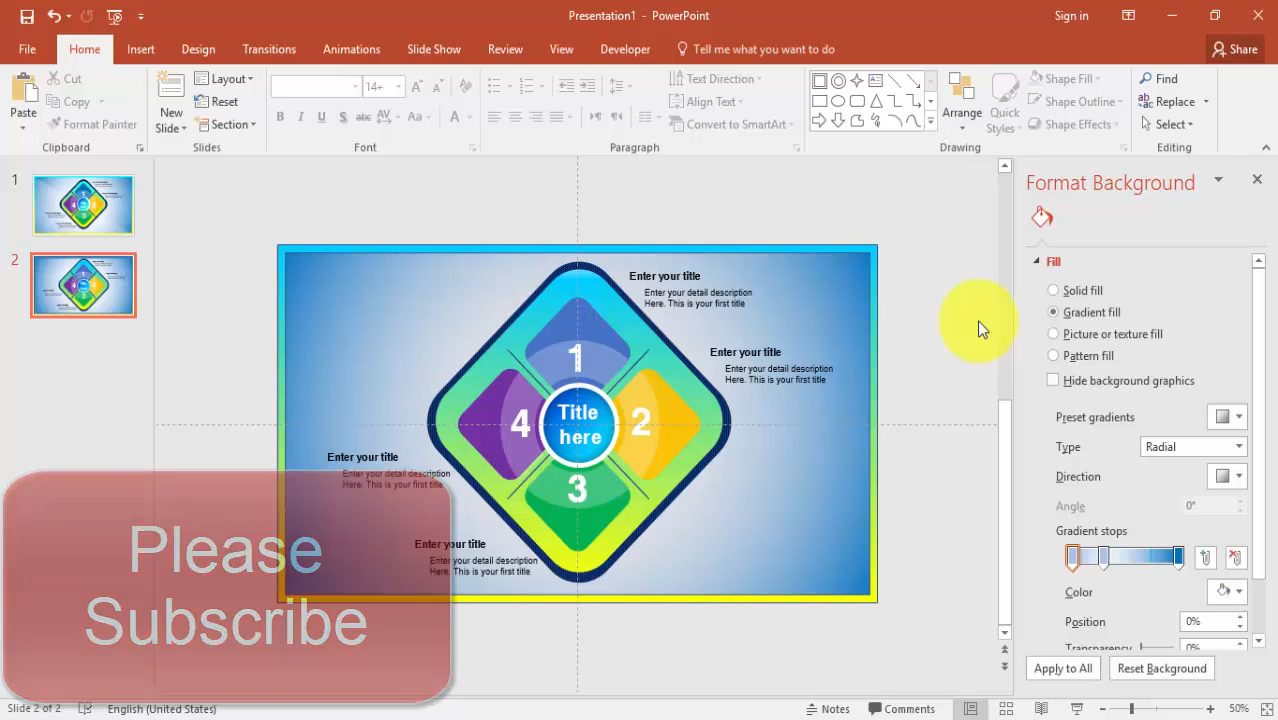 Presentation1 - PowerPoint
Sign in
File Home Insert Design Transitions Animations Slide Show Review View Developer Tell me what you want to do Share
Paste
Cut
Copy
Format Painter
Clipboard
New Slide
Layout
Reset
Section
Slides
14+
B I U S abc AV Aa A
Font
Text Direction
Align Text
Convert to SmartArt
Paragraph
Arrange
Quick Styles
Shape Fill
Shape Outline
Shape Effects
Drawing
Find
Replace
Select
Editing
1
2
Enter your title
Enter your detail description
Here. This is your first title
Enter your title
Enter your detail description
Here. This is your first title
1
2
3
4
Title
here
Enter your title
Enter your detail description
Here. This is your first title
Enter your title
Enter your detail description
Here. This is your first title
Please
Subscribe
Format Background
Fill
Solid fill
Gradient fill
Picture or texture fill
Pattern fill
Hide background graphics
Preset gradients
Type Radial
Direction
Angle 0°
Gradient stops
Color
Position 0%
Transparency 0%
Apply to All Reset Background
Slide 2 of 2 English (United States) Notes Comments 50%